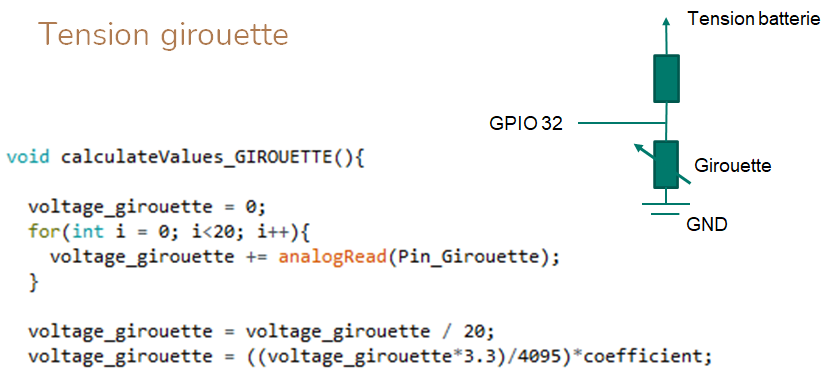 Tension girouette
Tension batterie
GPIO 32
Girouette
GND
void calculateValues_GIROUETTE(){
voltage_girouette = 0;
for(int i = 0; i<20; i++){
voltage_girouette += analogRead(Pin_Girouette);
}
voltage_girouette = voltage_girouette / 20;
voltage_girouette = ((voltage_girouette*3.3)/4095)*coefficient;